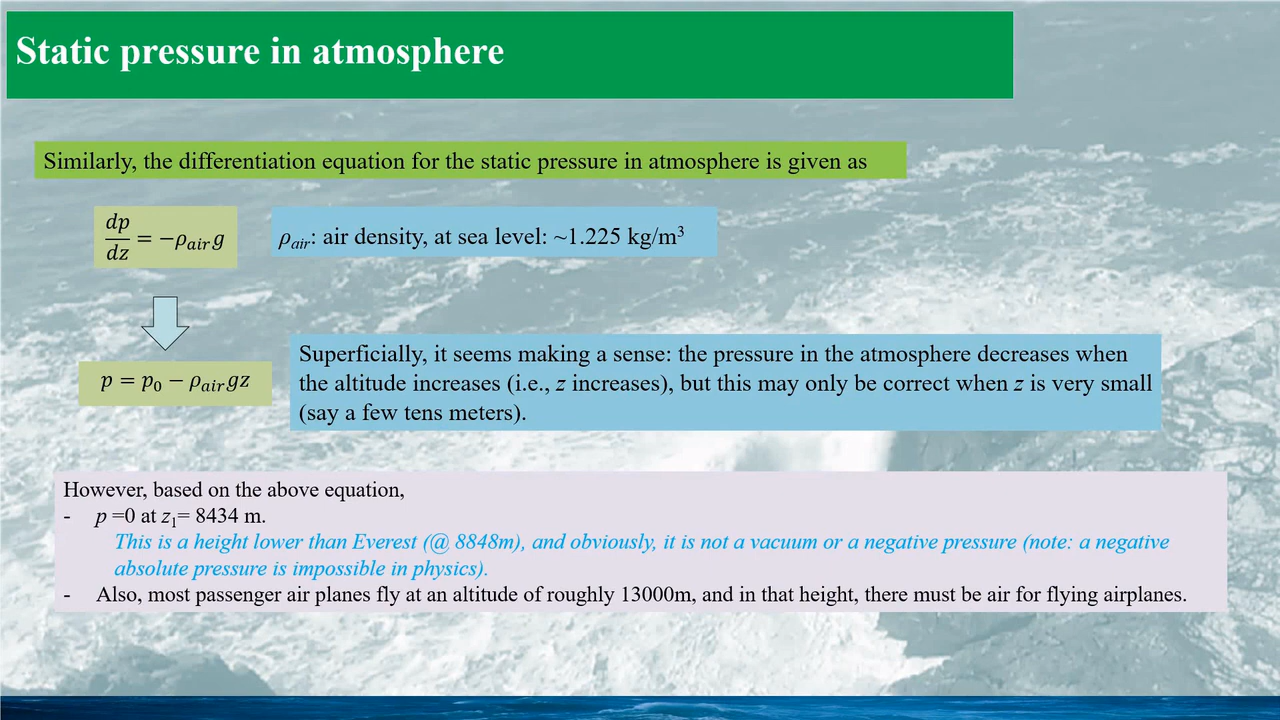 Static pressure in atmosphere
Similarly, the differentiation equation for the static pressure in atmosphere is given as
dp/dz = −ρ_air g
ρ_air: air density, at sea level: ~1.225 kg/m³
p = p₀ − ρ_air gz
Superficially, it seems making a sense: the pressure in the atmosphere decreases when
the altitude increases (i.e., z increases), but this may only be correct when z is very small
(say a few tens meters).
However, based on the above equation,
- p =0 at z₁= 8434 m.
This is a height lower than Everest (@ 8848m), and obviously, it is not a vacuum or a negative pressure (note: a negative
absolute pressure is impossible in physics).
- Also, most passenger air planes fly at an altitude of roughly 13000m, and in that height, there must be air for flying airplanes.